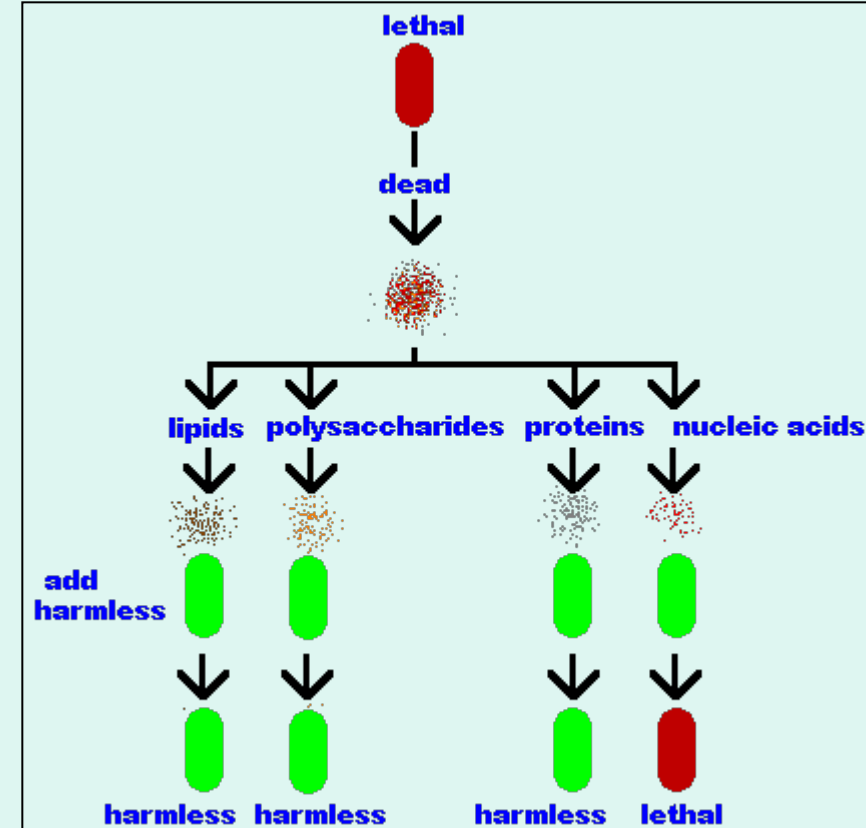 lethal
dead
lipids polysaccharides proteins nucleic acids
add
harmless
harmless harmless harmless lethal